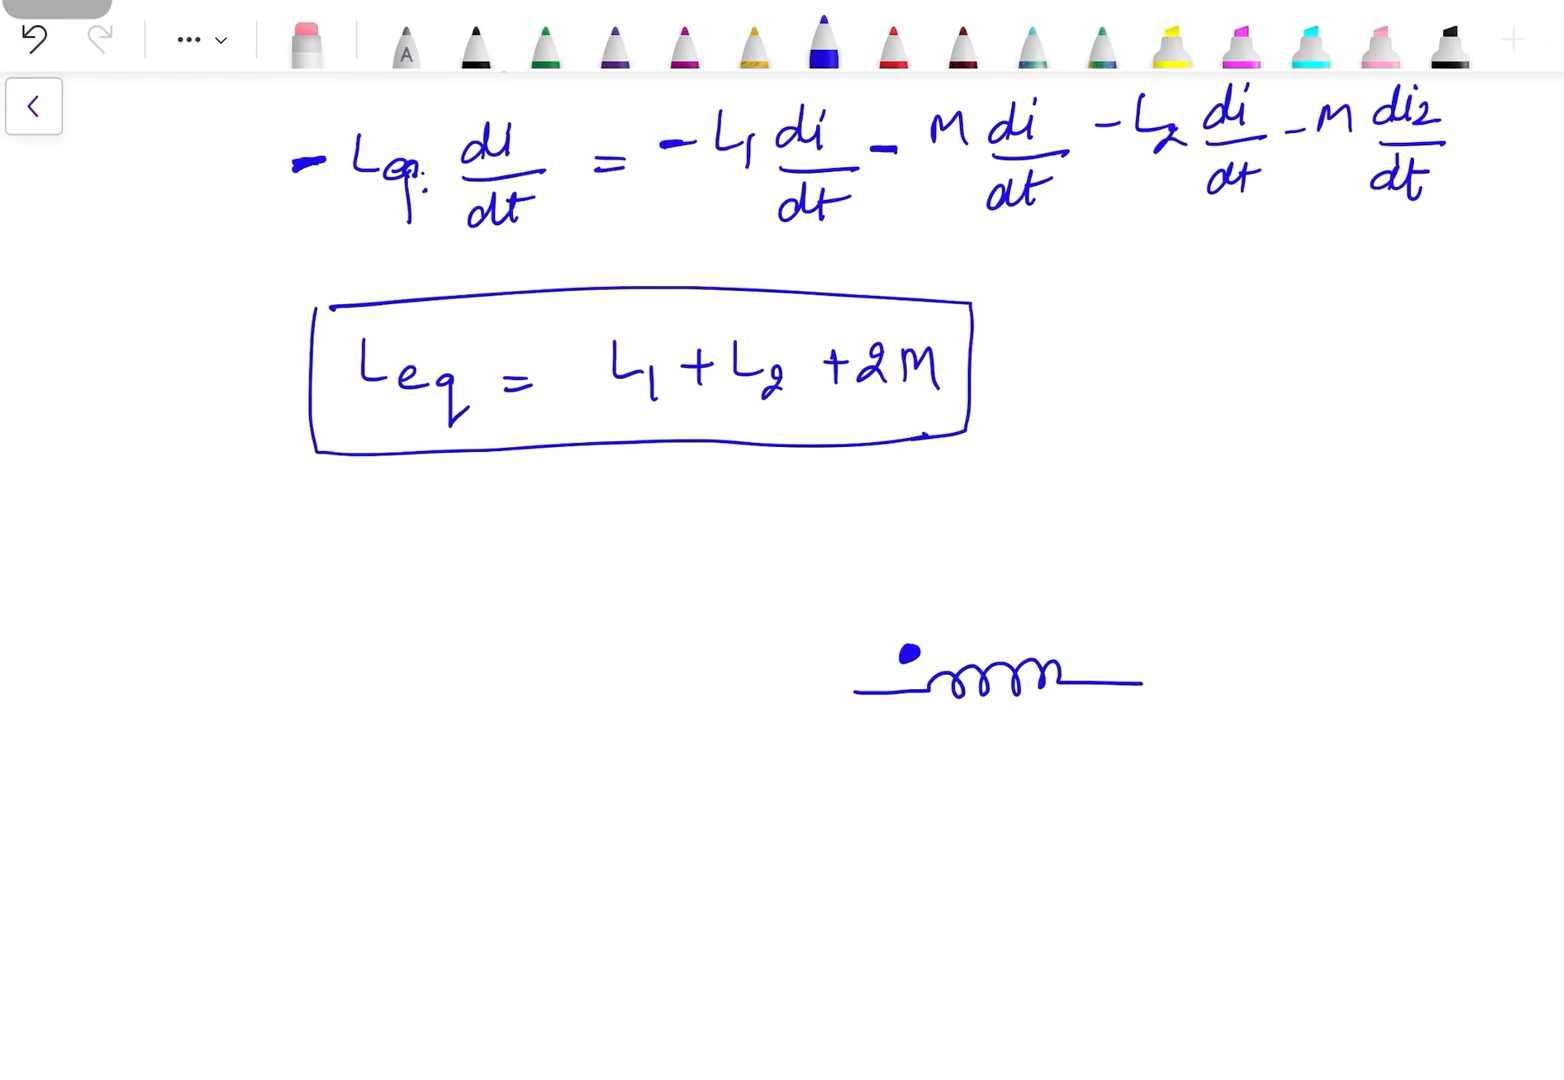 - Leq. di/dt = - L1 di/dt - M di/dt - L2 di/dt - M di2/dt
Leq = L1 + L2 + 2M